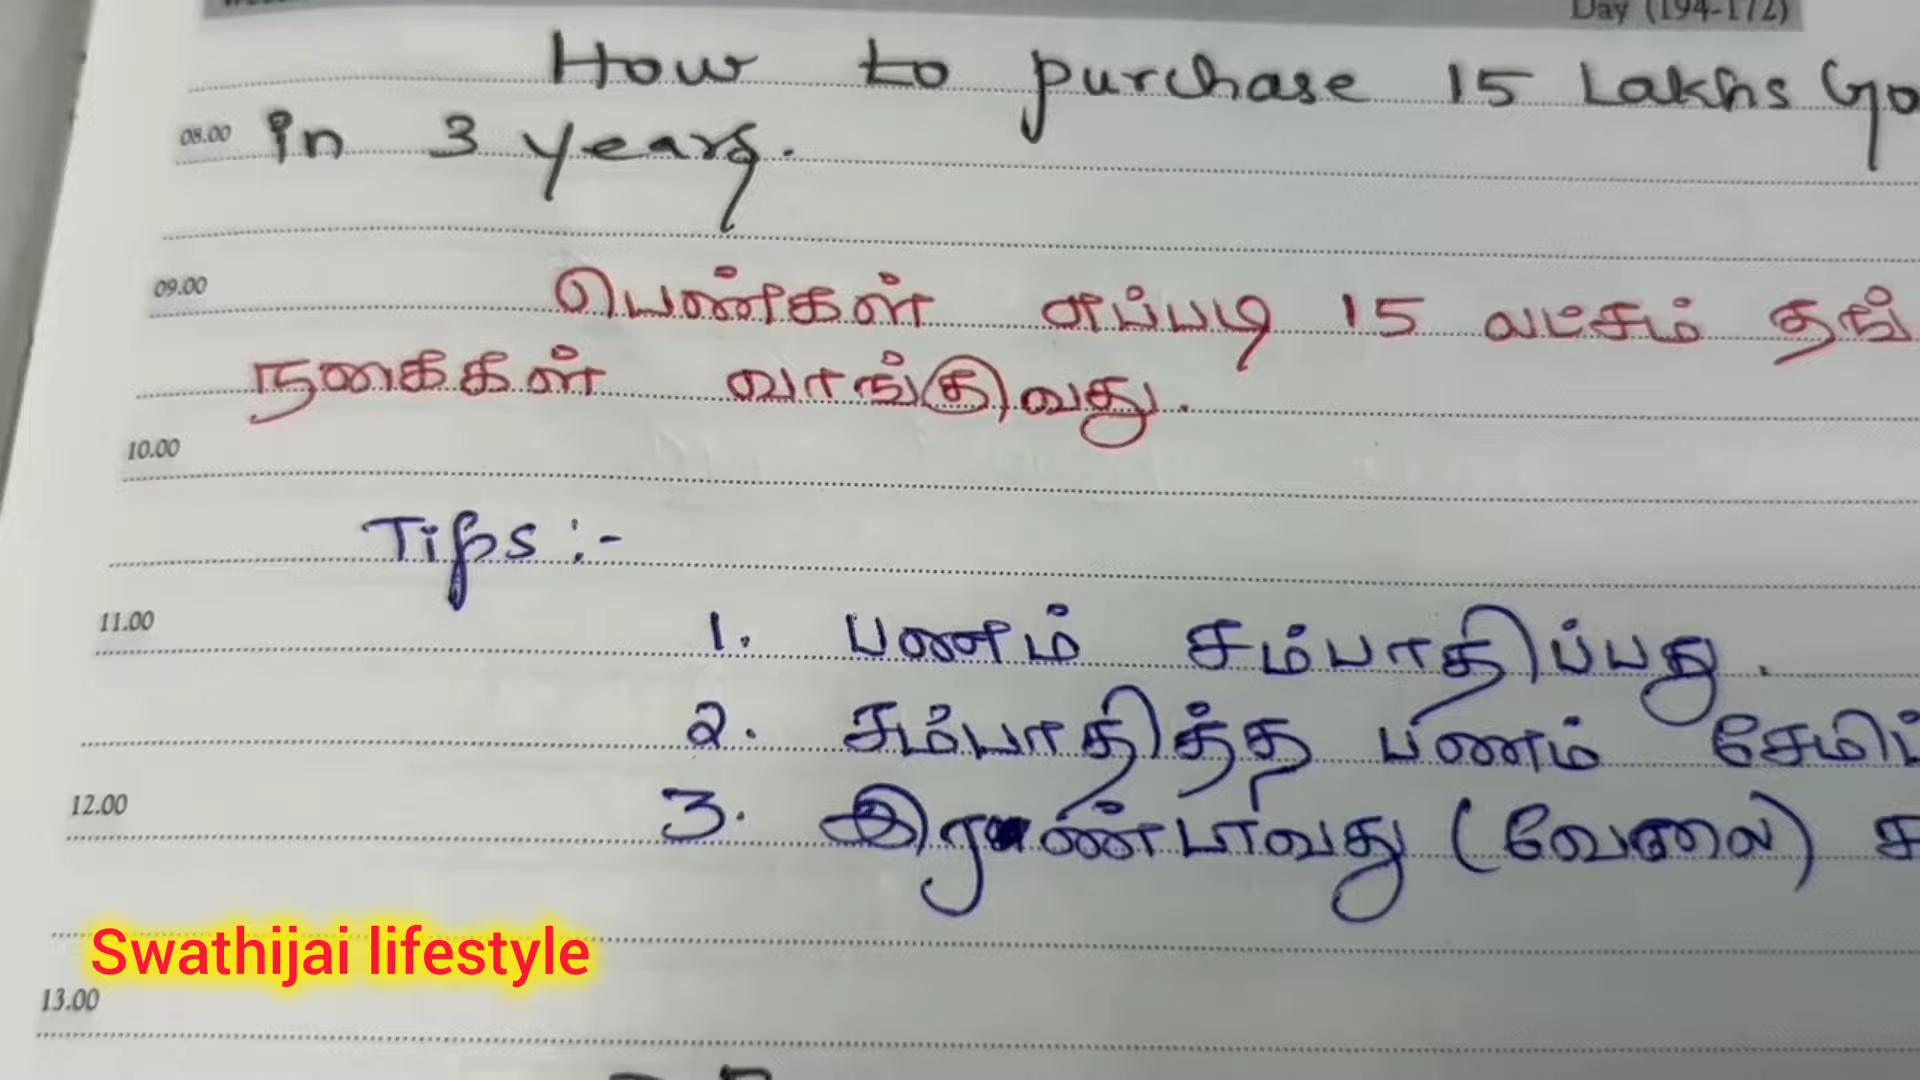 Day (194-172)
How to purchase 15 Lakhs Go
08.00 in 3 years.
09.00 பெண்கள் எப்படி 15 லட்சம் தங்
நகைகள் வாங்குவது.
10.00
Tips :-
11.00
1. பணம் சம்பாதிப்பது.
2. சம்பாதித்த பணம் சேமிப்
12.00 3. இரண்டாவது (வேலை) ச
Swathijai lifestyle
13.00